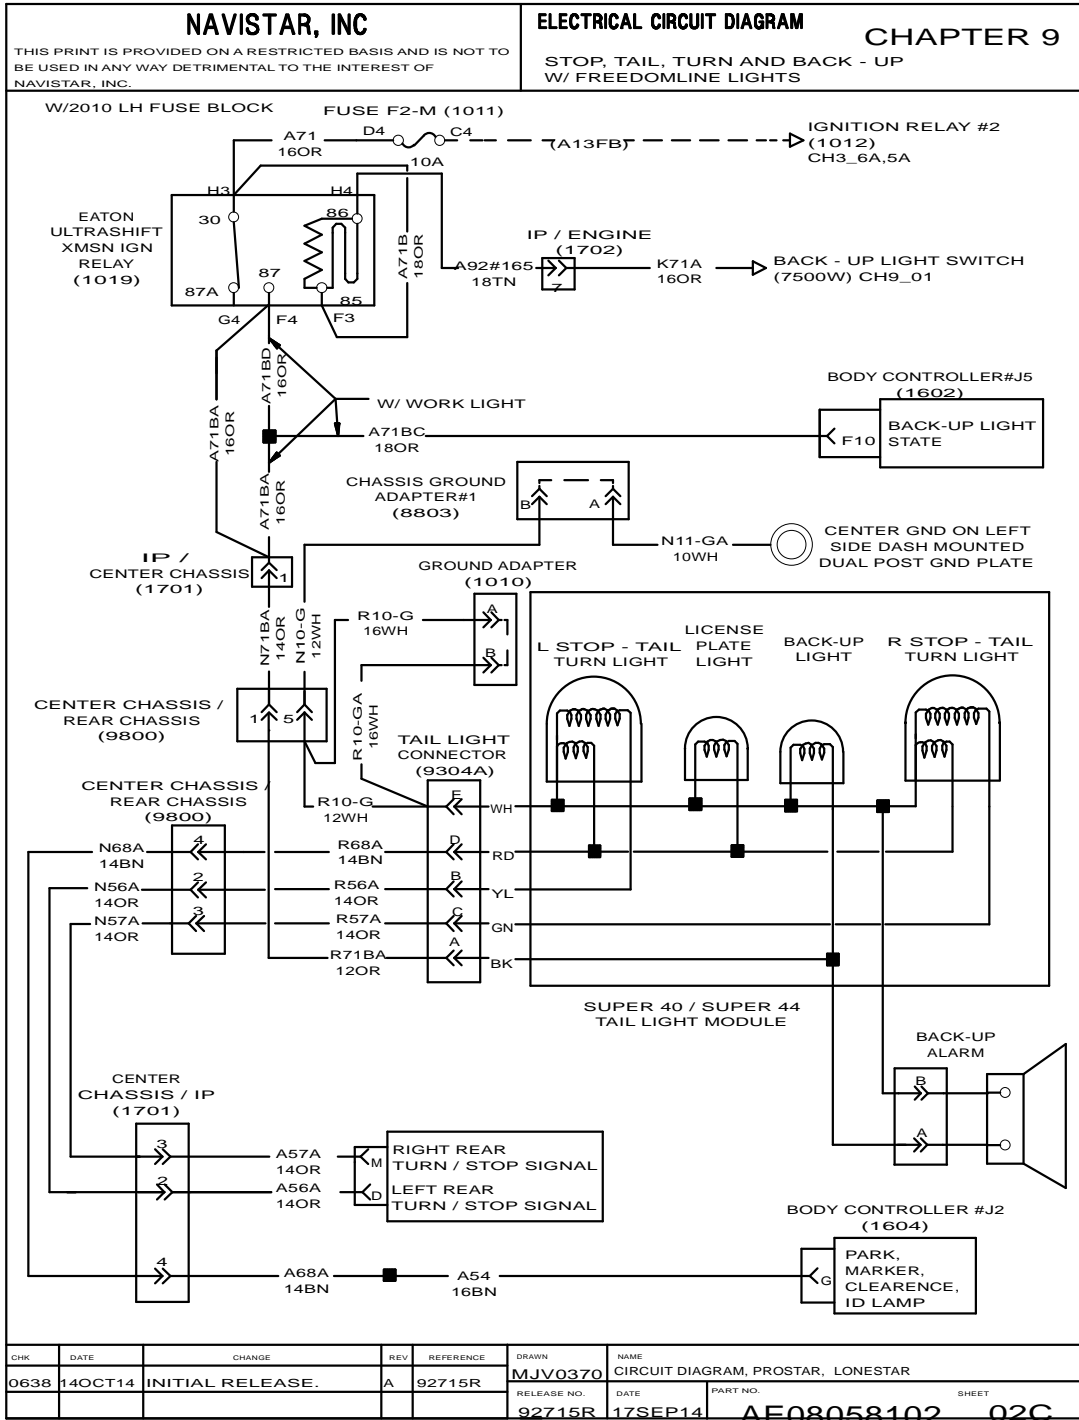 NAVISTAR, INC
THIS PRINT IS PROVIDED ON A RESTRICTED BASIS AND IS NOT TO
BE USED IN ANY WAY DETRIMENTAL TO THE INTEREST OF
NAVISTAR, INC.
ELECTRICAL CIRCUIT DIAGRAM
CHAPTER 9
STOP, TAIL, TURN AND BACK - UP
W/ FREEDOMLINE LIGHTS
W/2010 LH FUSE BLOCK
FUSE F2-M (1011)
A71
16OR
D4
C4
10A
(A13FB)
IGNITION RELAY #2
(1012)
CH3_6A,5A
H3
H4
EATON
ULTRASHIFT
XMSN IGN
RELAY
(1019)
30
86
87
87A
85
G4
F4
F3
A71B
18OR
A92#165
18TN
IP / ENGINE
(1702)
7
K71A
16OR
BACK - UP LIGHT SWITCH
(7500W) CH9_01
A71BD
16OR
A71BA
16OR
W/ WORK LIGHT
A71BC
18OR
BODY CONTROLLER#J5
(1602)
F10
BACK-UP LIGHT
STATE
A71BA
16OR
CHASSIS GROUND
ADAPTER#1
(8803)
B
A
N11-GA
10WH
CENTER GND ON LEFT
SIDE DASH MOUNTED
DUAL POST GND PLATE
IP /
CENTER CHASSIS
(1701)
1
GROUND ADAPTER
(1010)
A
B
R10-G
16WH
N71BA
14OR
N10-G
12WH
R10-GA
16WH
L STOP - TAIL
TURN LIGHT
LICENSE
PLATE
LIGHT
BACK-UP
LIGHT
R STOP - TAIL
TURN LIGHT
CENTER CHASSIS /
REAR CHASSIS
(9800)
1
5
TAIL LIGHT
CONNECTOR
(9304A)
CENTER CHASSIS /
REAR CHASSIS
(9800)
R10-G
12WH
E
WH
N68A
14BN
4
R68A
14BN
D
RD
N56A
14OR
2
R56A
14OR
B
YL
N57A
14OR
3
R57A
14OR
C
GN
R71BA
12OR
A
BK
SUPER 40 / SUPER 44
TAIL LIGHT MODULE
BACK-UP
ALARM
B
A
CENTER
CHASSIS / IP
(1701)
3
A57A
14OR
M
RIGHT REAR
TURN / STOP SIGNAL
2
A56A
14OR
D
LEFT REAR
TURN / STOP SIGNAL
BODY CONTROLLER #J2
(1604)
4
A68A
14BN
A54
16BN
G
PARK,
MARKER,
CLEARENCE,
ID LAMP
CHK DATE CHANGE REV REFERENCE
0638 14OCT14 INITIAL RELEASE. A 92715R
DRAWN
MJV0370
NAME
CIRCUIT DIAGRAM, PROSTAR, LONESTAR
RELEASE NO. DATE PART NO. SHEET
92715R 17SEP14 AE08058102 02C